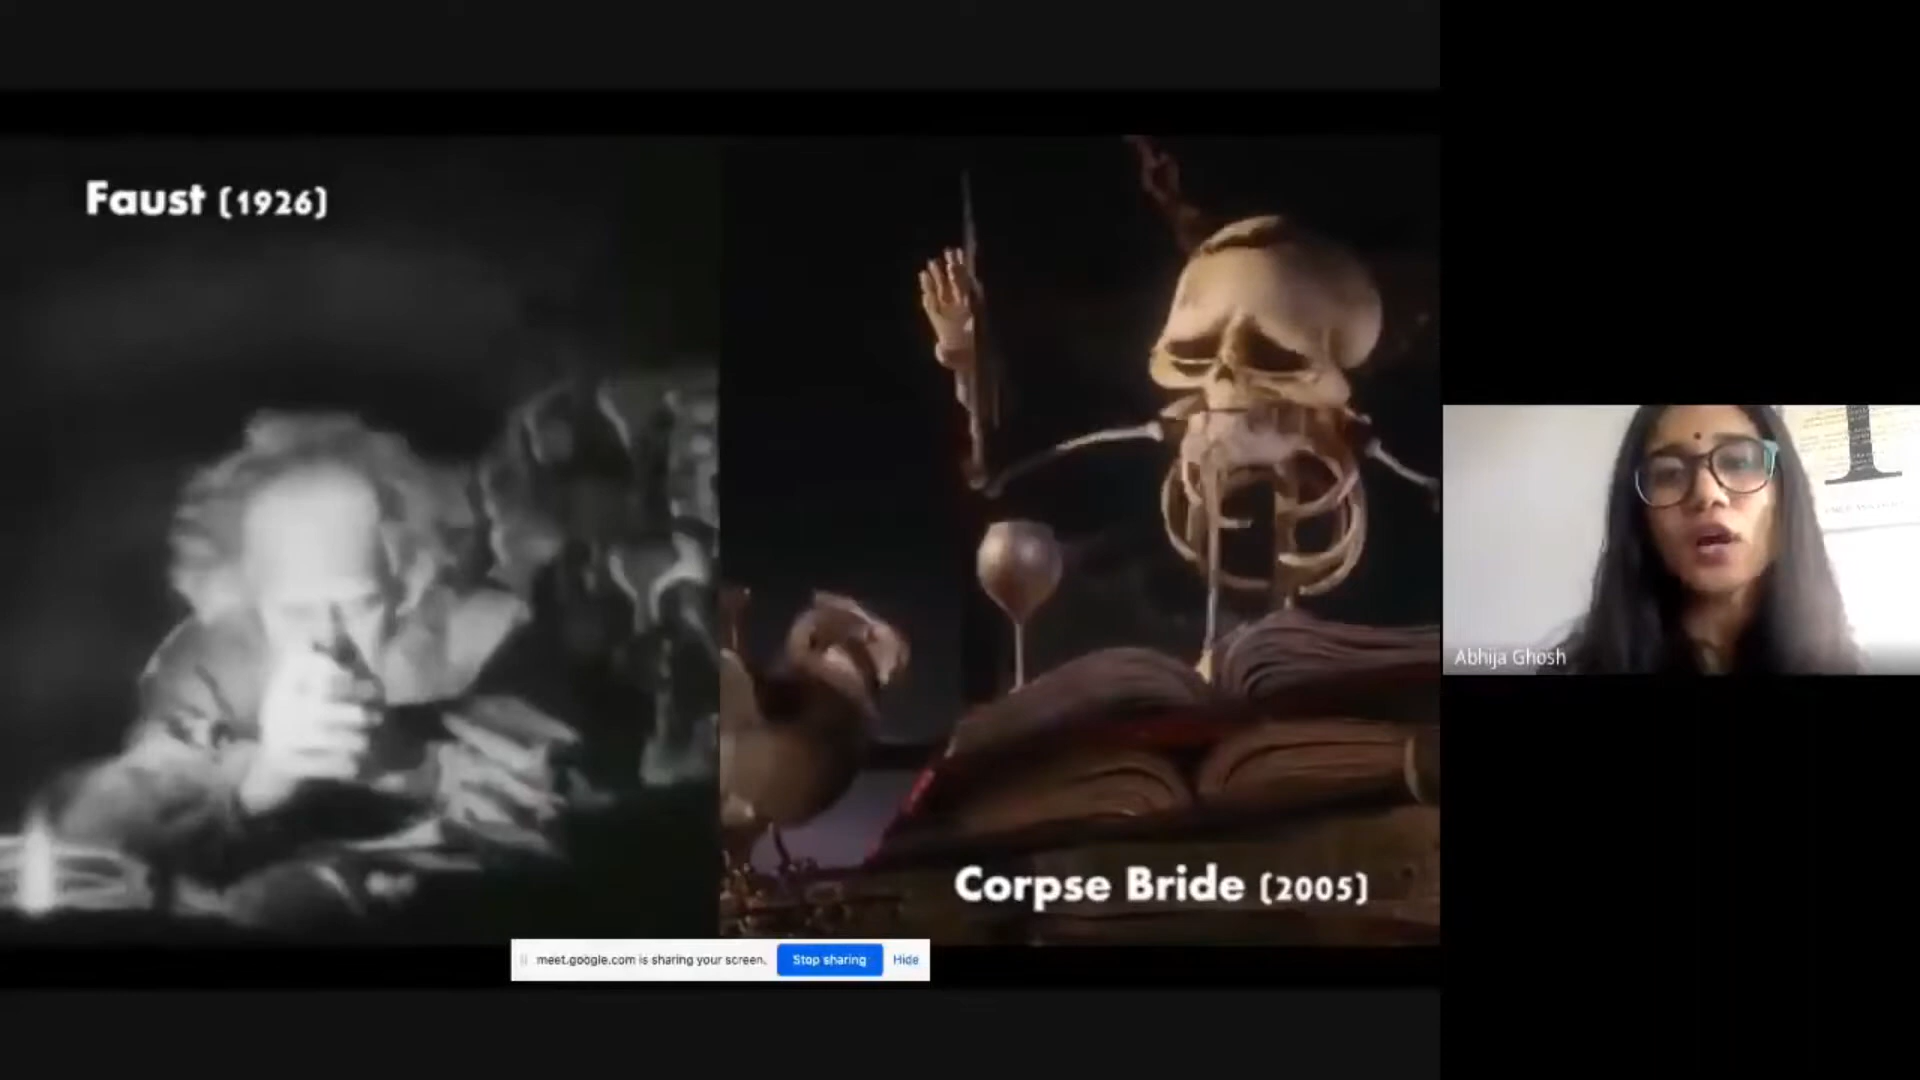 Faust (1926)
Corpse Bride (2005)
meet.google.com is sharing your screen.
Stop sharing
Hide
Abhija Ghosh